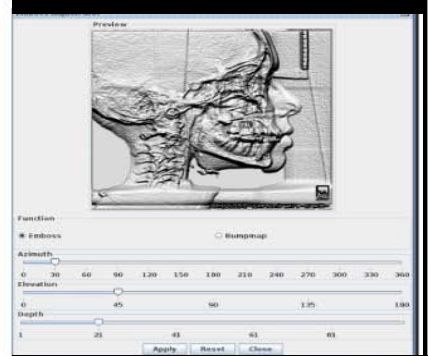 Preview
Function
Emboss Bumpmap
Azimuth
0 30 60 90 120 150 180 210 240 270 300 330 360
Elevation
0 45 90 135 180
Depth
1 21 41 61 81
Apply Reset Close